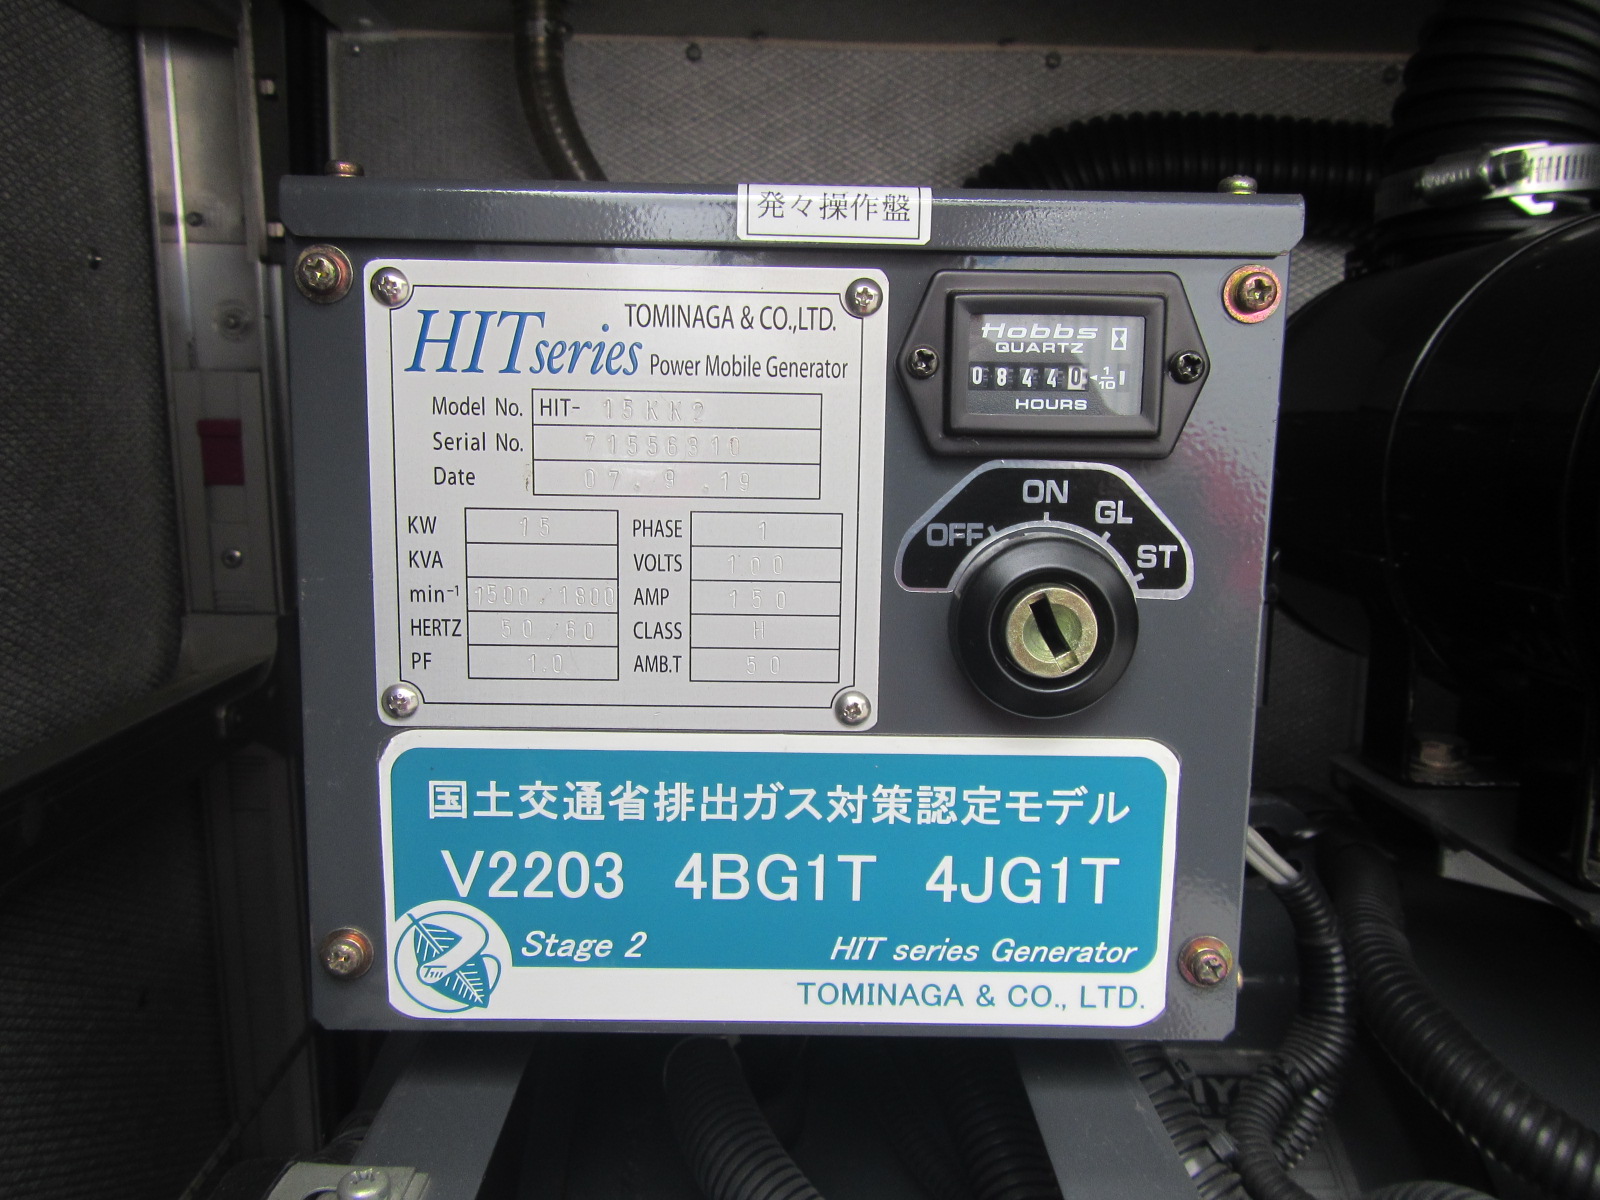 発々操作盤
HITseries
TOMINAGA & CO.,LTD.
Power Mobile Generator
Model No. HIT- 15KK2
Serial No. 71556310
Date 07.9.19
KW 15
KVA
min⁻¹ 1500/1800
HERTZ 50/60
PF 1.0
PHASE 1
VOLTS 100
AMP 150
CLASS H
AMB.T 50
Hobbs
QUARTZ
08440 1/10
HOURS
OFF ON GL ST
国土交通省排出ガス対策認定モデル
V2203 4BG1T 4JG1T
Stage 2 HIT series Generator
TOMINAGA & CO., LTD.